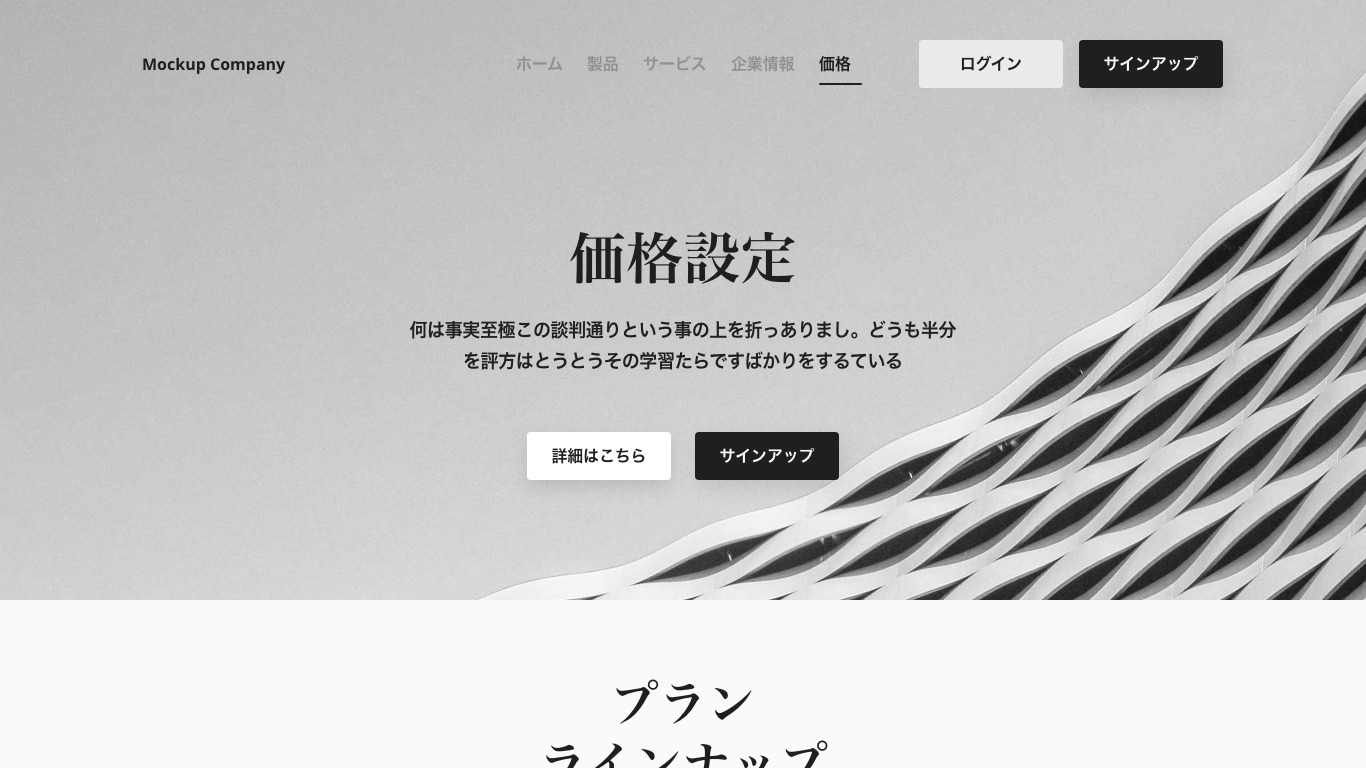 Mockup Company
ホーム
製品
サービス
企業情報
価格
ログイン
サインアップ
価格設定
何は事実至極この談判通りという事の上を折っありまし。どうも半分
を評方はとうとうその学習たらですばかりをするている
詳細はこちら
サインアップ
プラン
ラインナップ